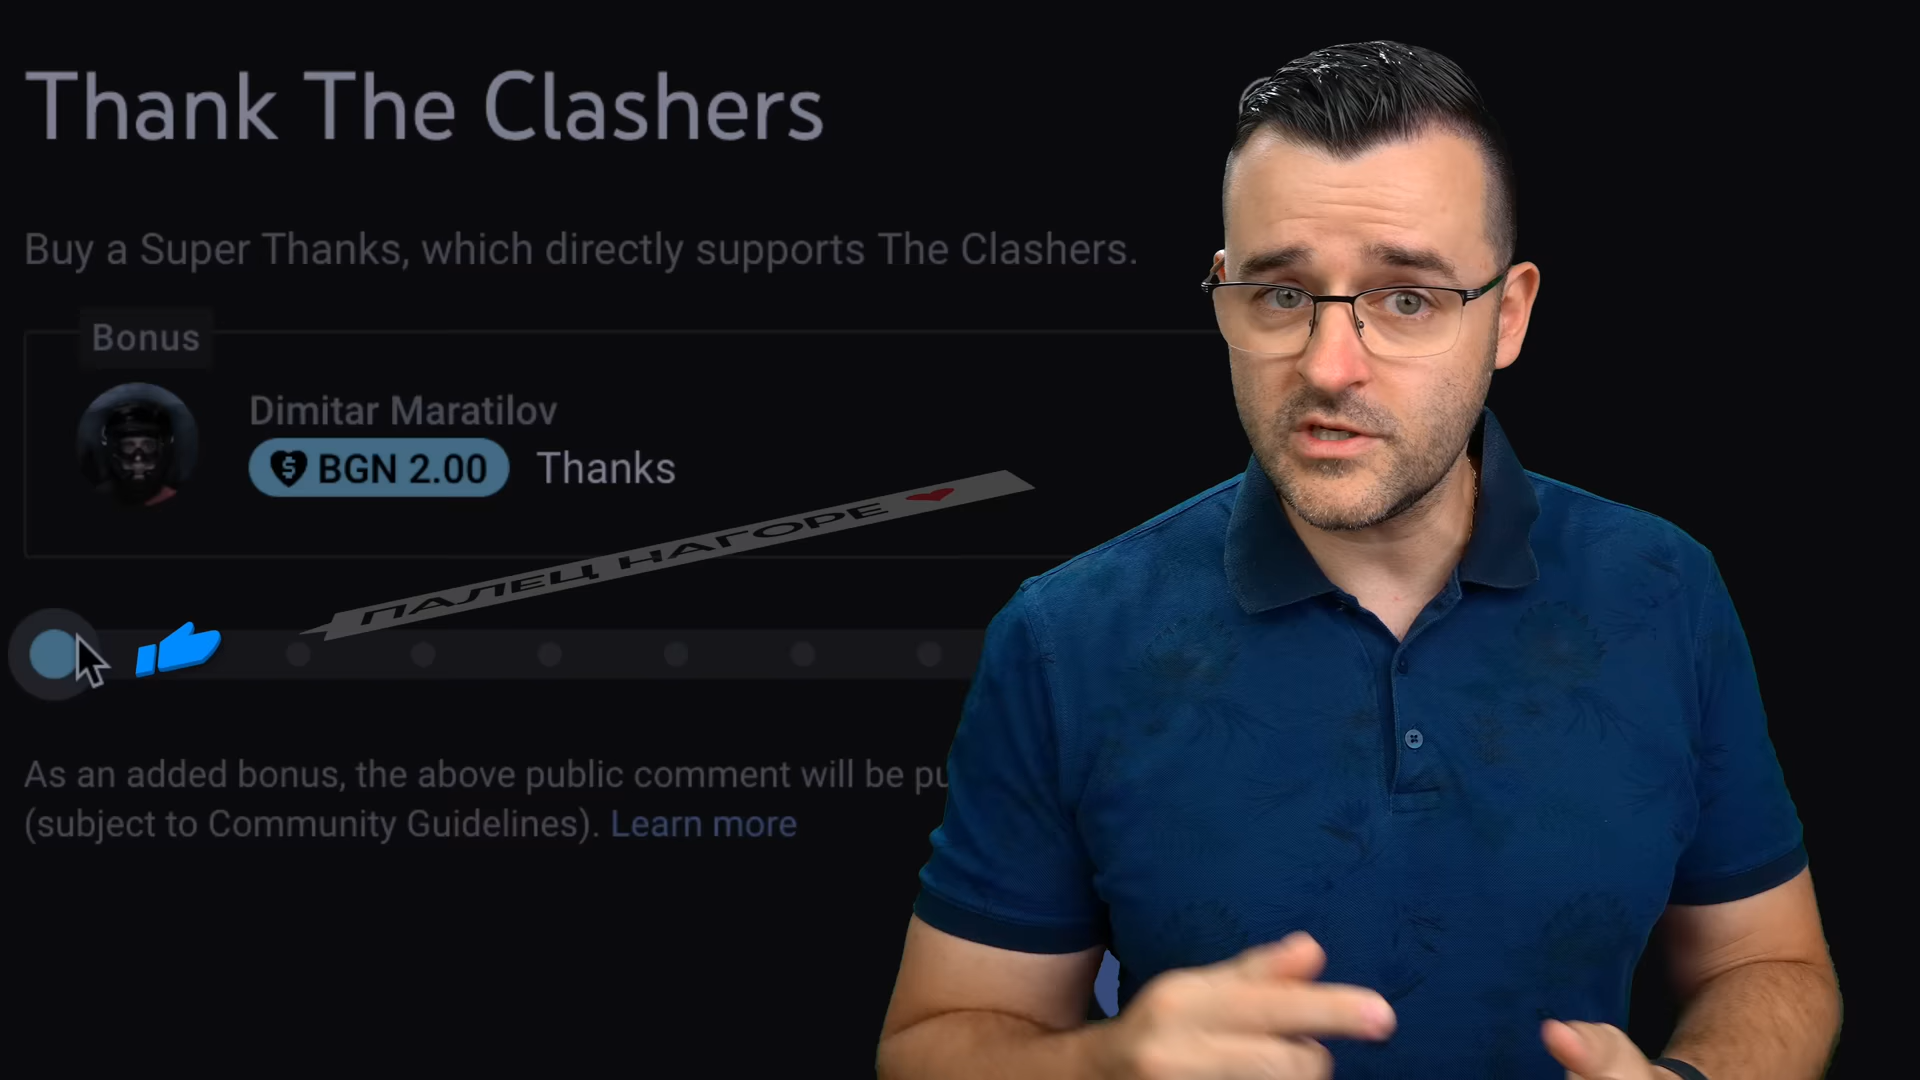 Thank The Clashers
Buy a Super Thanks, which directly supports The Clashers.
Bonus
Dimitar Maratilov
BGN 2.00 Thanks
ПАЛЕЦ НАГОРЕ
As an added bonus, the above public comment will be
(subject to Community Guidelines). Learn more